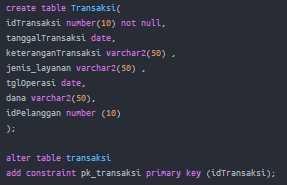 create table Transaksi(
idTransaksi number(10) not null,
tanggalTransaksi date,
keteranganTransaksi varchar2(50) ,
jenis_layanan varchar2(50) ,
tglOperasi date,
dana varchar2(50),
idPelanggan number (10)
);
alter table transaksi
add constraint pk_transaksi primary key (idTransaksi);